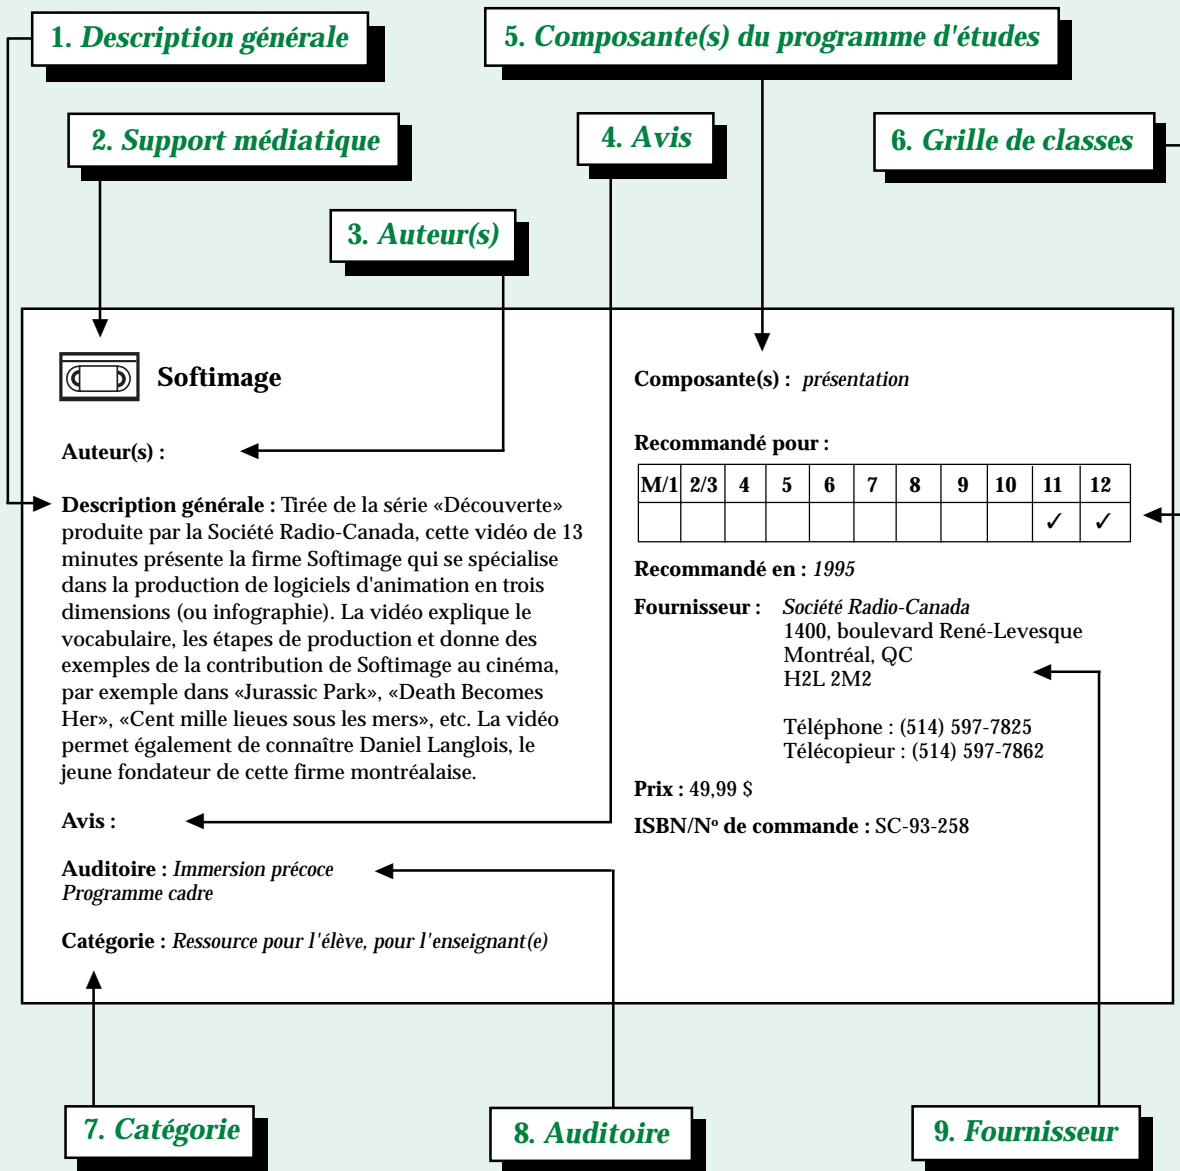 1. Description générale
5. Composante(s) du programme d'études
2. Support médiatique
4. Avis
6. Grille de classes
3. Auteur(s)
Softimage
Auteur(s) :
Description générale : Tirée de la série «Découverte»
produite par la Société Radio-Canada, cette vidéo de 13
minutes présente la firme Softimage qui se spécialise
dans la production de logiciels d'animation en trois
dimensions (ou infographie). La vidéo explique le
vocabulaire, les étapes de production et donne des
exemples de la contribution de Softimage au cinéma,
par exemple dans «Jurassic Park», «Death Becomes
Her», «Cent mille lieues sous les mers», etc. La vidéo
permet également de connaître Daniel Langlois, le
jeune fondateur de cette firme montréalaise.
Avis :
Auditoire : Immersion précoce
Programme cadre
Catégorie : Ressource pour l'élève, pour l'enseignant(e)
Composante(s) : présentation
Recommandé pour :
M/1 2/3 4 5 6 7 8 9 10 11 12
✓ ✓
Recommandé en : 1995
Fournisseur : Société Radio-Canada
1400, boulevard René-Levesque
Montréal, QC
H2L 2M2
Téléphone : (514) 597-7825
Télécopieur : (514) 597-7862
Prix : 49,99 $
ISBN/Nº de commande : SC-93-258
7. Catégorie
8. Auditoire
9. Fournisseur